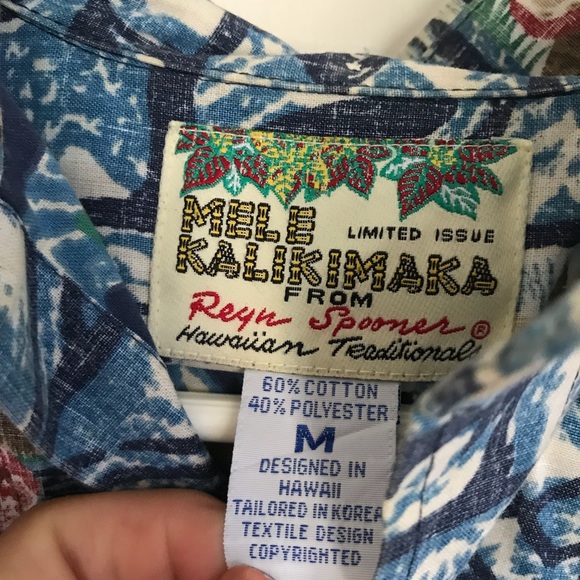 MELE LIMITED ISSUE
KALIKIMAKA
FROM
Reyn Spooner ®
Hawaiian Traditionals
60% COTTON
40% POLYESTER
M
DESIGNED IN
HAWAII
TAILORED IN KOREA
TEXTILE DESIGN
COPYRIGHTED